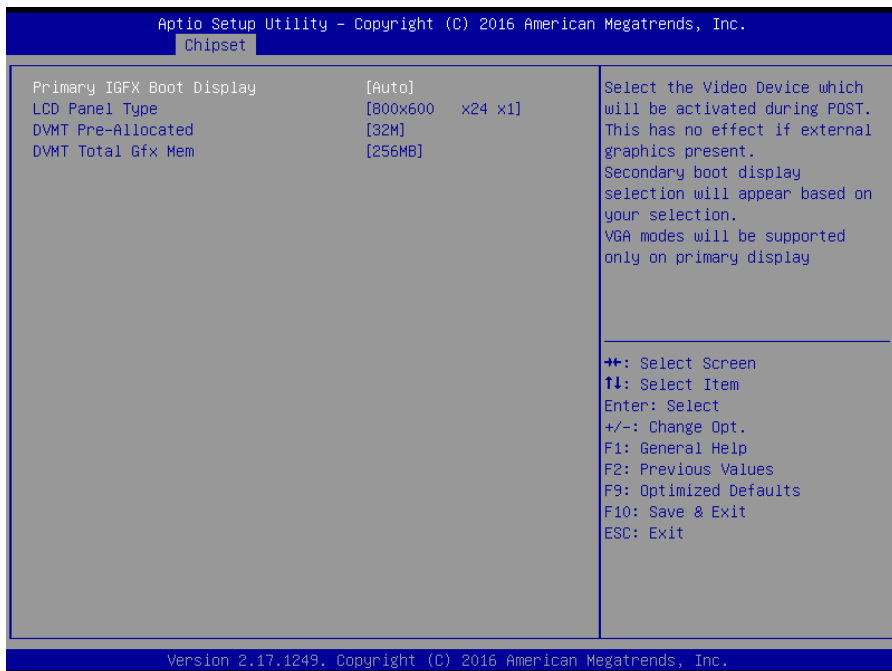 Aptio Setup Utility – Copyright (C) 2016 American Megatrends, Inc.
Chipset
Primary IGFX Boot Display [Auto]
LCD Panel Type [800x600 x24 x1]
DVMT Pre-Allocated [32M]
DVMT Total Gfx Mem [256MB]
Select the Video Device which
will be activated during POST.
This has no effect if external
graphics present.
Secondary boot display
selection will appear based on
your selection.
VGA modes will be supported
only on primary display
→←: Select Screen
↑↓: Select Item
Enter: Select
+/-: Change Opt.
F1: General Help
F2: Previous Values
F9: Optimized Defaults
F10: Save & Exit
ESC: Exit
Version 2.17.1249. Copyright (C) 2016 American Megatrends, Inc.